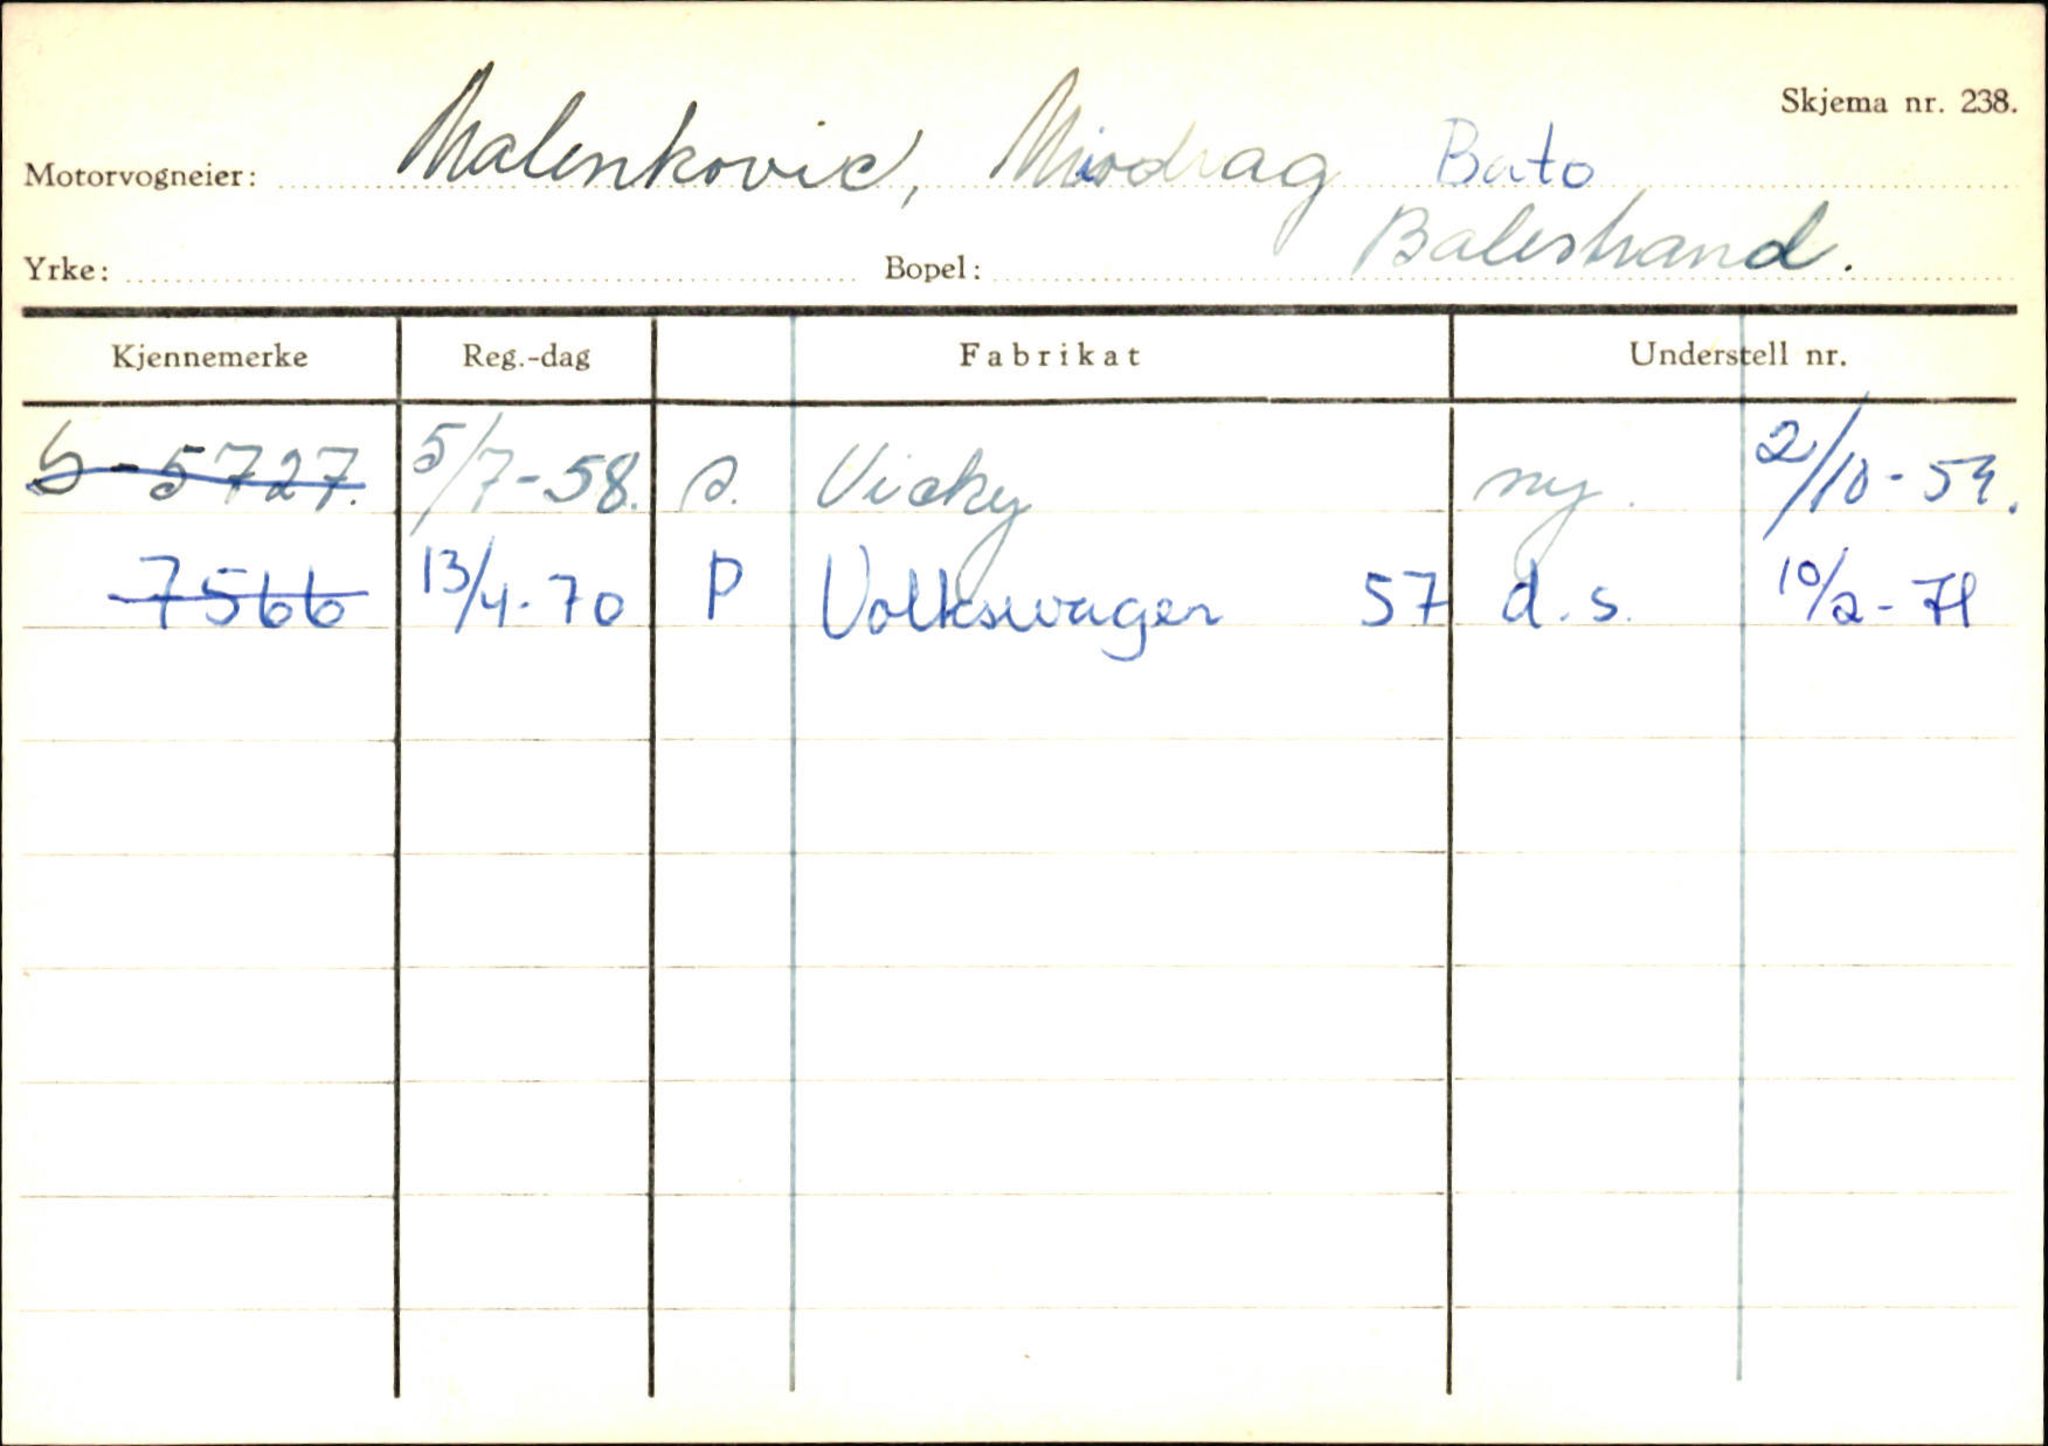 Skjema nr. 238.
Motorvogneier: Malenkovic, Miodrag Bato
Yrke: Bopel: Balestrand.
Kjennemerke Reg.-dag Fabrikat Understell nr.
S-5727. 5/7-58. s. Vicky ny. 2/10-59.
7566 13/4-70 P Volkswagen 57 d.s. 10/2-71